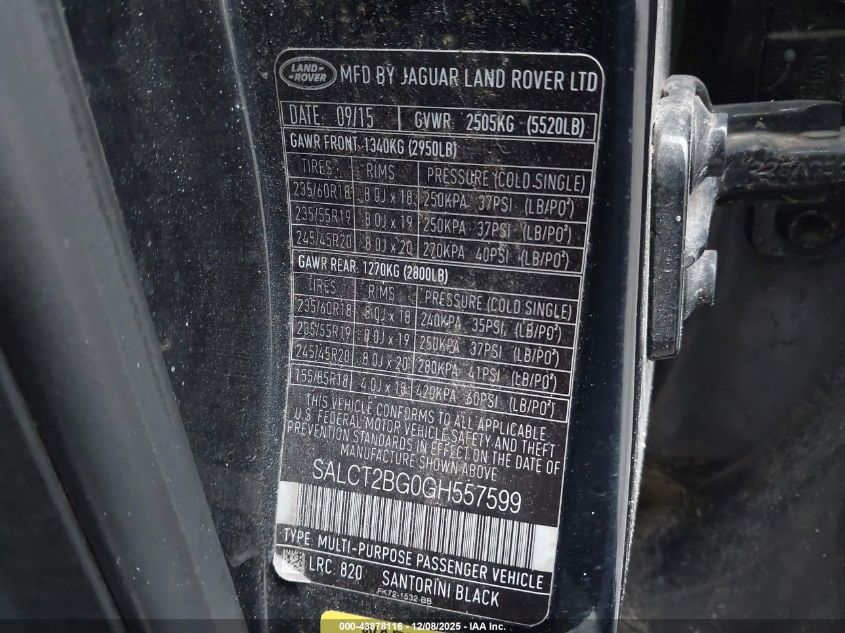 LAND ROVER MFD BY JAGUAR LAND ROVER LTD
DATE: 09/15 GVWR: 2505KG (5520LB)
GAWR FRONT: 1340KG (2950LB)
TIRES RIMS PRESSURE (COLD,SINGLE)
235/60R18 8.0J x 18 250KPA 37PSI (LB/PO²)
235/55R19 8.0J x 19 250KPA 37PSI (LB/PO²)
245/45R20 8.0J x 20 270KPA 40PSI (LB/PO²)
GAWR REAR: 1270KG (2800LB)
TIRES RIMS PRESSURE (COLD SINGLE)
235/60R18 8.0J x 18 240KPA 35PSI (LB/PO²)
235/55R19 8.0J x 19 250KPA 37PSI (LB/PO²)
245/45R20 8.0J x 20 280KPA 41PSI (LB/PO²)
155/85R18 4.0J x 18 420KPA 60PSI (LB/PO²)
THIS VEHICLE CONFORMS TO ALL APPLICABLE
U.S. FEDERAL MOTOR VEHICLE SAFETY AND THEFT
PREVENTION STANDARDS IN EFFECT ON THE DATE OF
MANUFACTURE SHOWN ABOVE
SALCT2BG0GH557599
TYPE: MULTI-PURPOSE PASSENGER VEHICLE
LRC: 820 SANTORINI BLACK
FK72-1532-BB
000-43878116 - 12/08/2025 - IAA Inc.